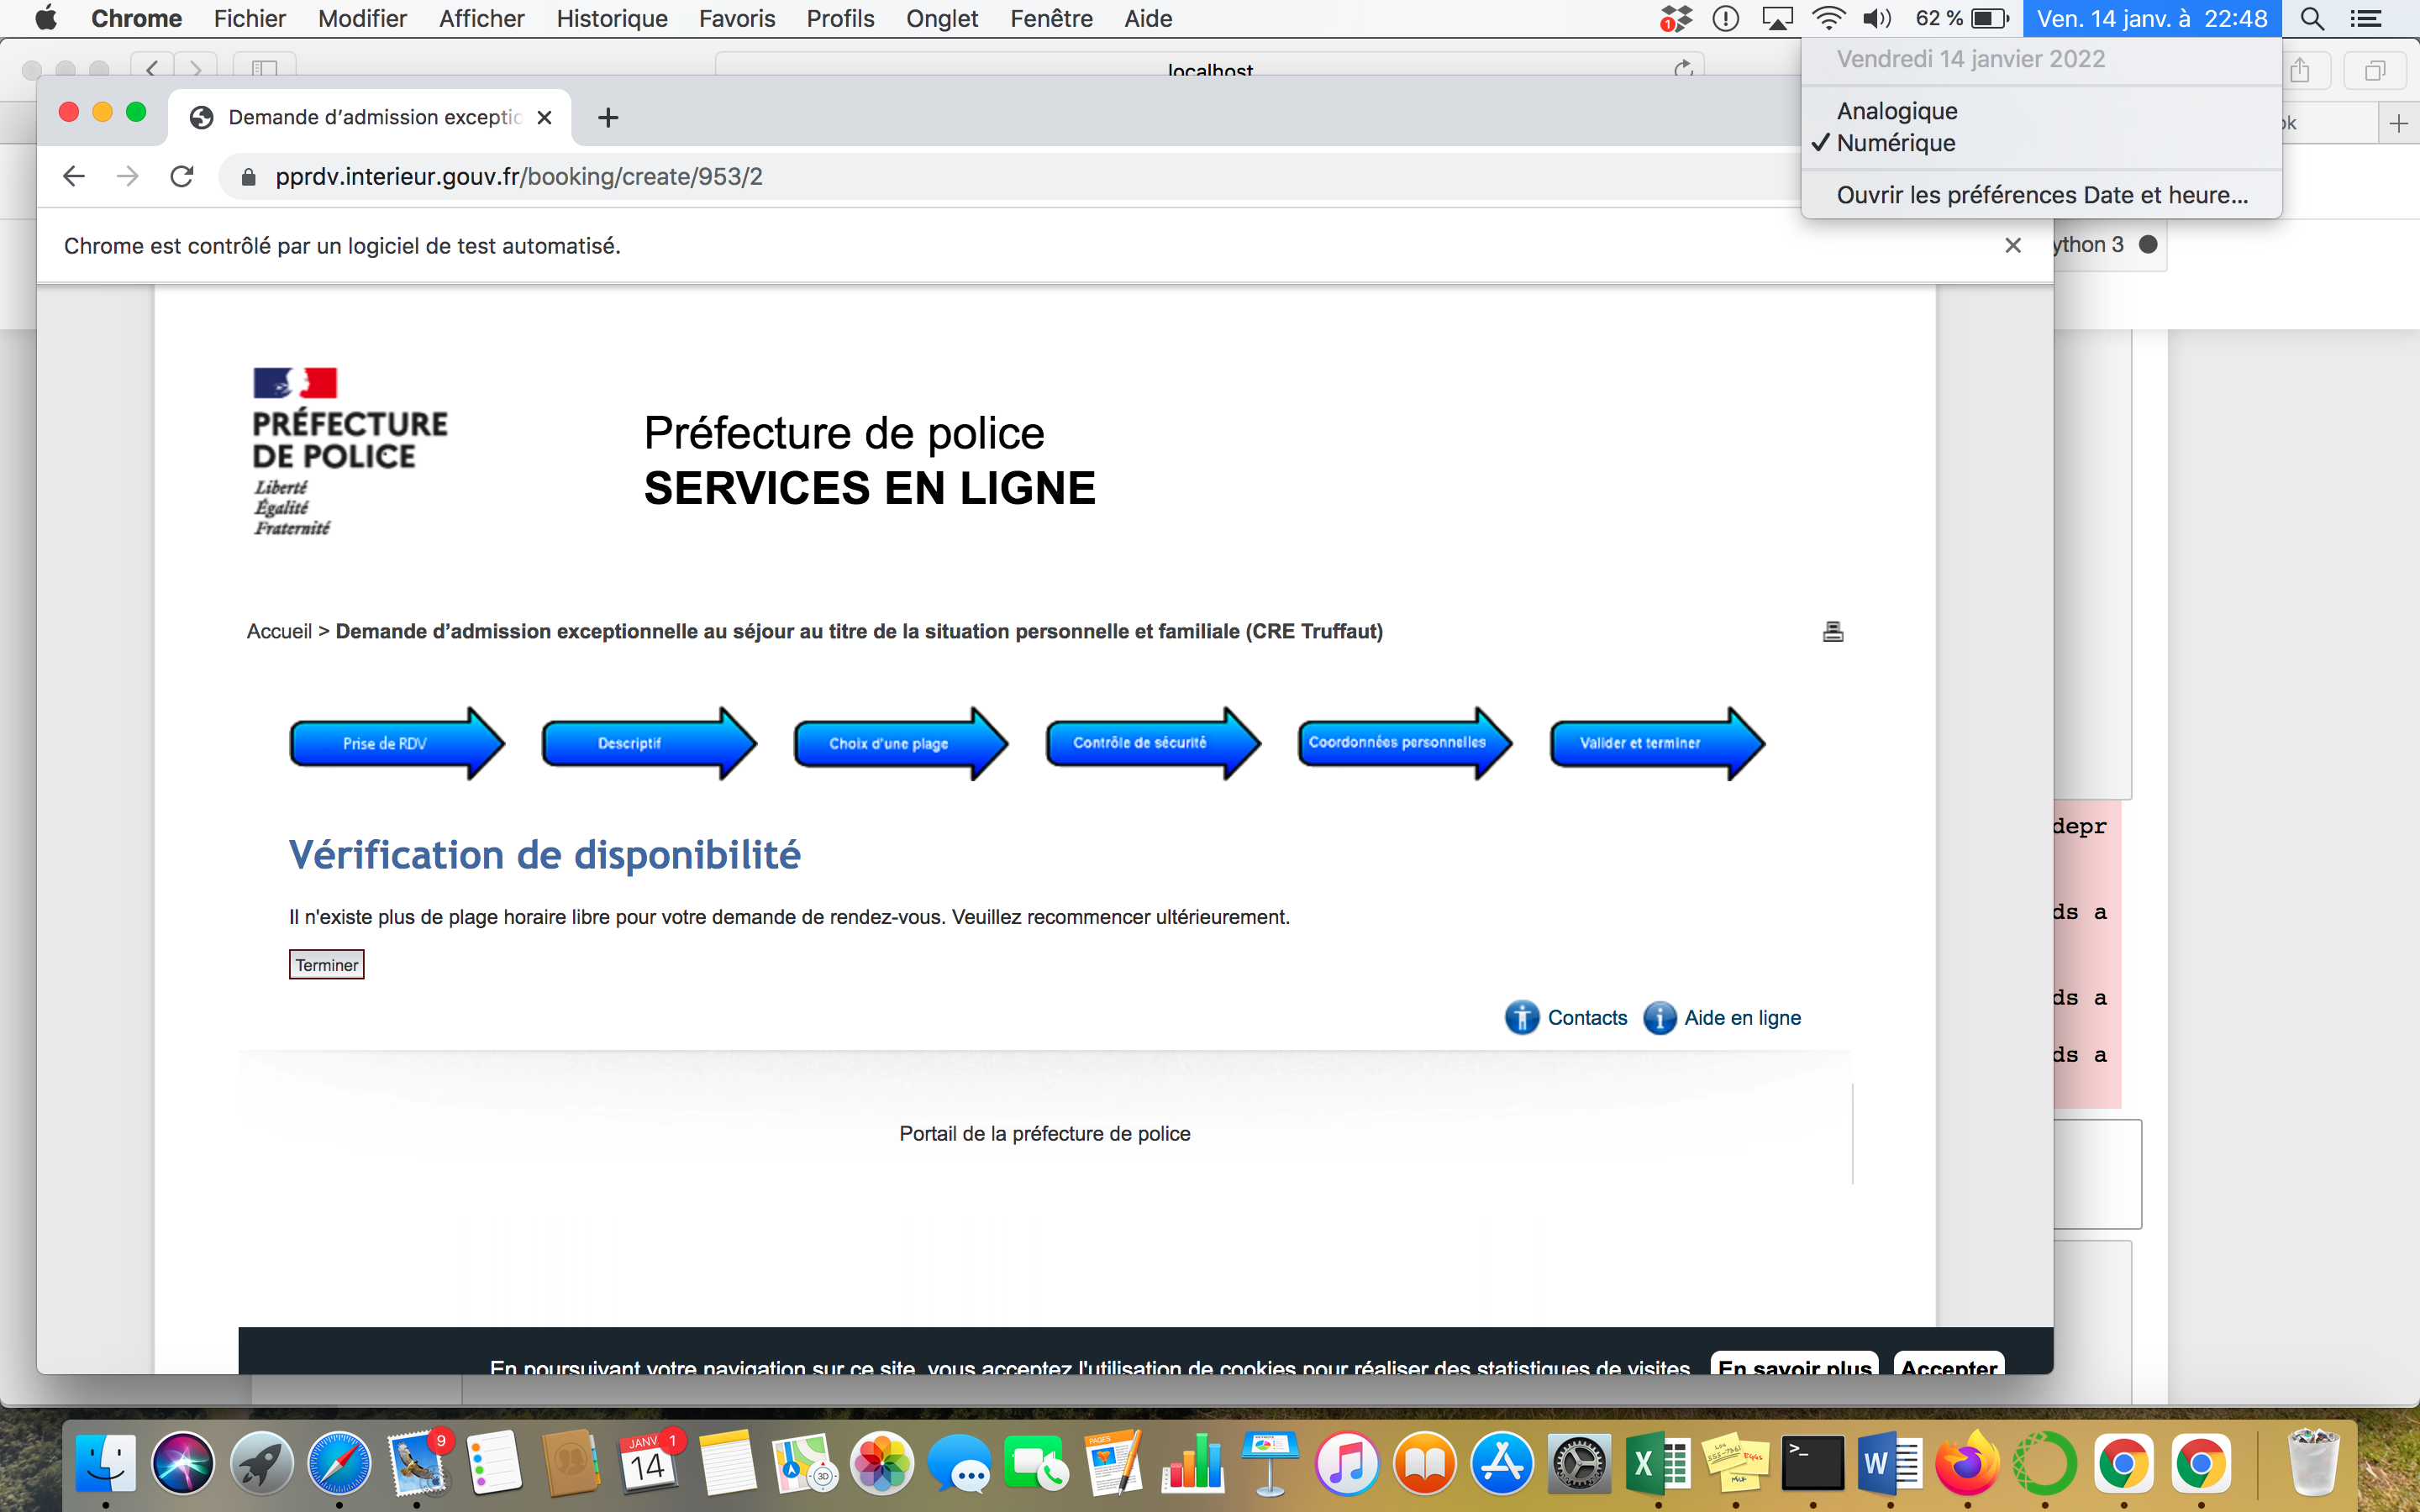 Chrome Fichier Modifier Afficher Historique Favoris Profils Onglet Fenêtre Aide 1 62 % Ven. 14 janv. à 22:48
Vendredi 14 janvier 2022
Analogique
✓ Numérique
Ouvrir les préférences Date et heure...
localhost
Demande d'admission exceptio
pprdv.interieur.gouv.fr/booking/create/953/2
Chrome est contrôlé par un logiciel de test automatisé.
ython 3
PRÉFECTURE
DE POLICE
Liberté
Égalité
Fraternité
Préfecture de police
SERVICES EN LIGNE
Accueil > Demande d'admission exceptionnelle au séjour au titre de la situation personnelle et familiale (CRE Truffaut)
Prise de RDV Descriptif Choix d'une plage Contrôle de sécurité Coordonnées personnelles Valider et terminer
depr
Vérification de disponibilité
Il n'existe plus de plage horaire libre pour votre demande de rendez-vous. Veuillez recommencer ultérieurement.
ds a
Terminer
ds a
Contacts Aide en ligne
ds a
Portail de la préfecture de police
En poursuivant votre navigation sur ce site, vous acceptez l'utilisation de cookies pour réaliser des statistiques de visites En savoir plus Accepter
9 JANV. 14 1 3D PAGES